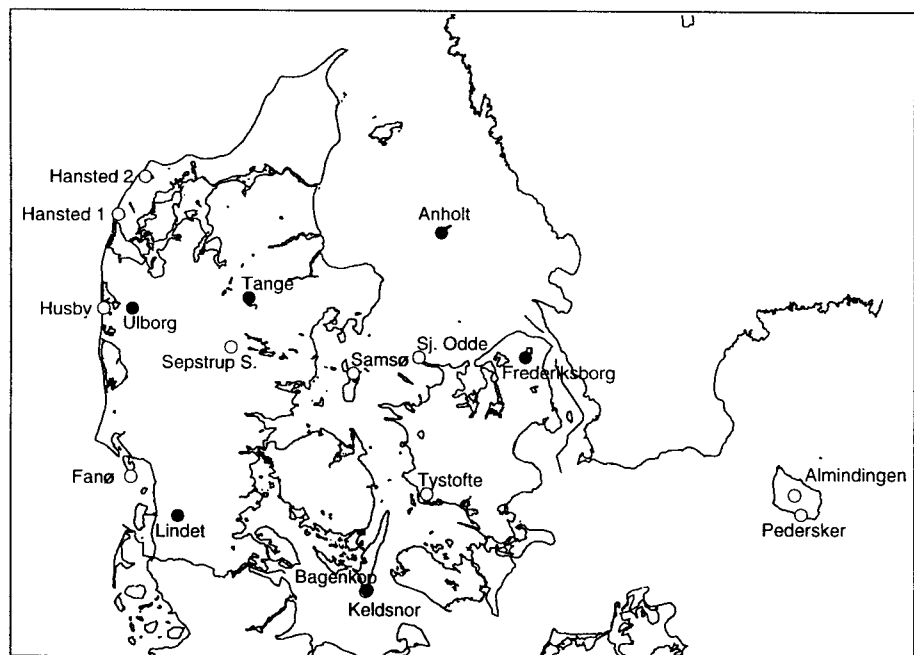 Hansted 2
Hansted 1
Anholt
Tange
Husby
Ulborg
Sj. Odde
Sepstrup S.
Samsø
Frederiksborg
Fanø
Tystofte
Almindingen
Lindet
Pedersker
Bagenkop
Keldsnor